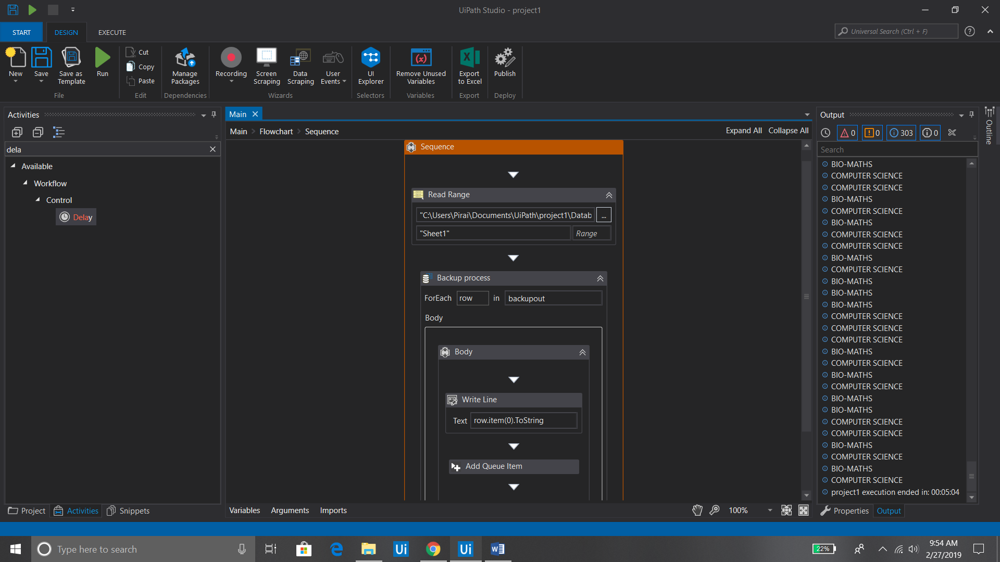 UiPath Studio - project1
START
DESIGN
EXECUTE
Universal Search (Ctrl + F)
New
Save
Save as
Template
Run
Cut
Copy
Paste
Manage
Packages
Recording
Screen
Scraping
Data
Scraping
User
Events
UI
Explorer
Remove Unused
Variables
Export
to Excel
Publish
File
Edit
Dependencies
Wizards
Selectors
Variables
Export
Deploy
Activities
dela
Available
Workflow
Control
Delay
Project
Activities
Snippets
Main
Main > Flowchart > Sequence
Expand All
Collapse All
Sequence
Read Range
"C:\Users\Pirai\Documents\UiPath\project1\Datab
...
"Sheet1"
Range
Backup process
ForEach row in backupout
Body
Body
Write Line
Text row.item(0).ToString
Add Queue Item
Variables
Arguments
Imports
100%
Output
0
0
303
0
Search
BIO-MATHS
COMPUTER SCIENCE
COMPUTER SCIENCE
BIO-MATHS
COMPUTER SCIENCE
BIO-MATHS
COMPUTER SCIENCE
COMPUTER SCIENCE
BIO-MATHS
COMPUTER SCIENCE
BIO-MATHS
BIO-MATHS
BIO-MATHS
COMPUTER SCIENCE
COMPUTER SCIENCE
COMPUTER SCIENCE
BIO-MATHS
COMPUTER SCIENCE
BIO-MATHS
COMPUTER SCIENCE
BIO-MATHS
BIO-MATHS
COMPUTER SCIENCE
COMPUTER SCIENCE
BIO-MATHS
COMPUTER SCIENCE
BIO-MATHS
COMPUTER SCIENCE
project1 execution ended in: 00:05:04
Properties
Output
Outline
Type here to search
Ui
Ui
22%
9:54 AM
2/27/2019